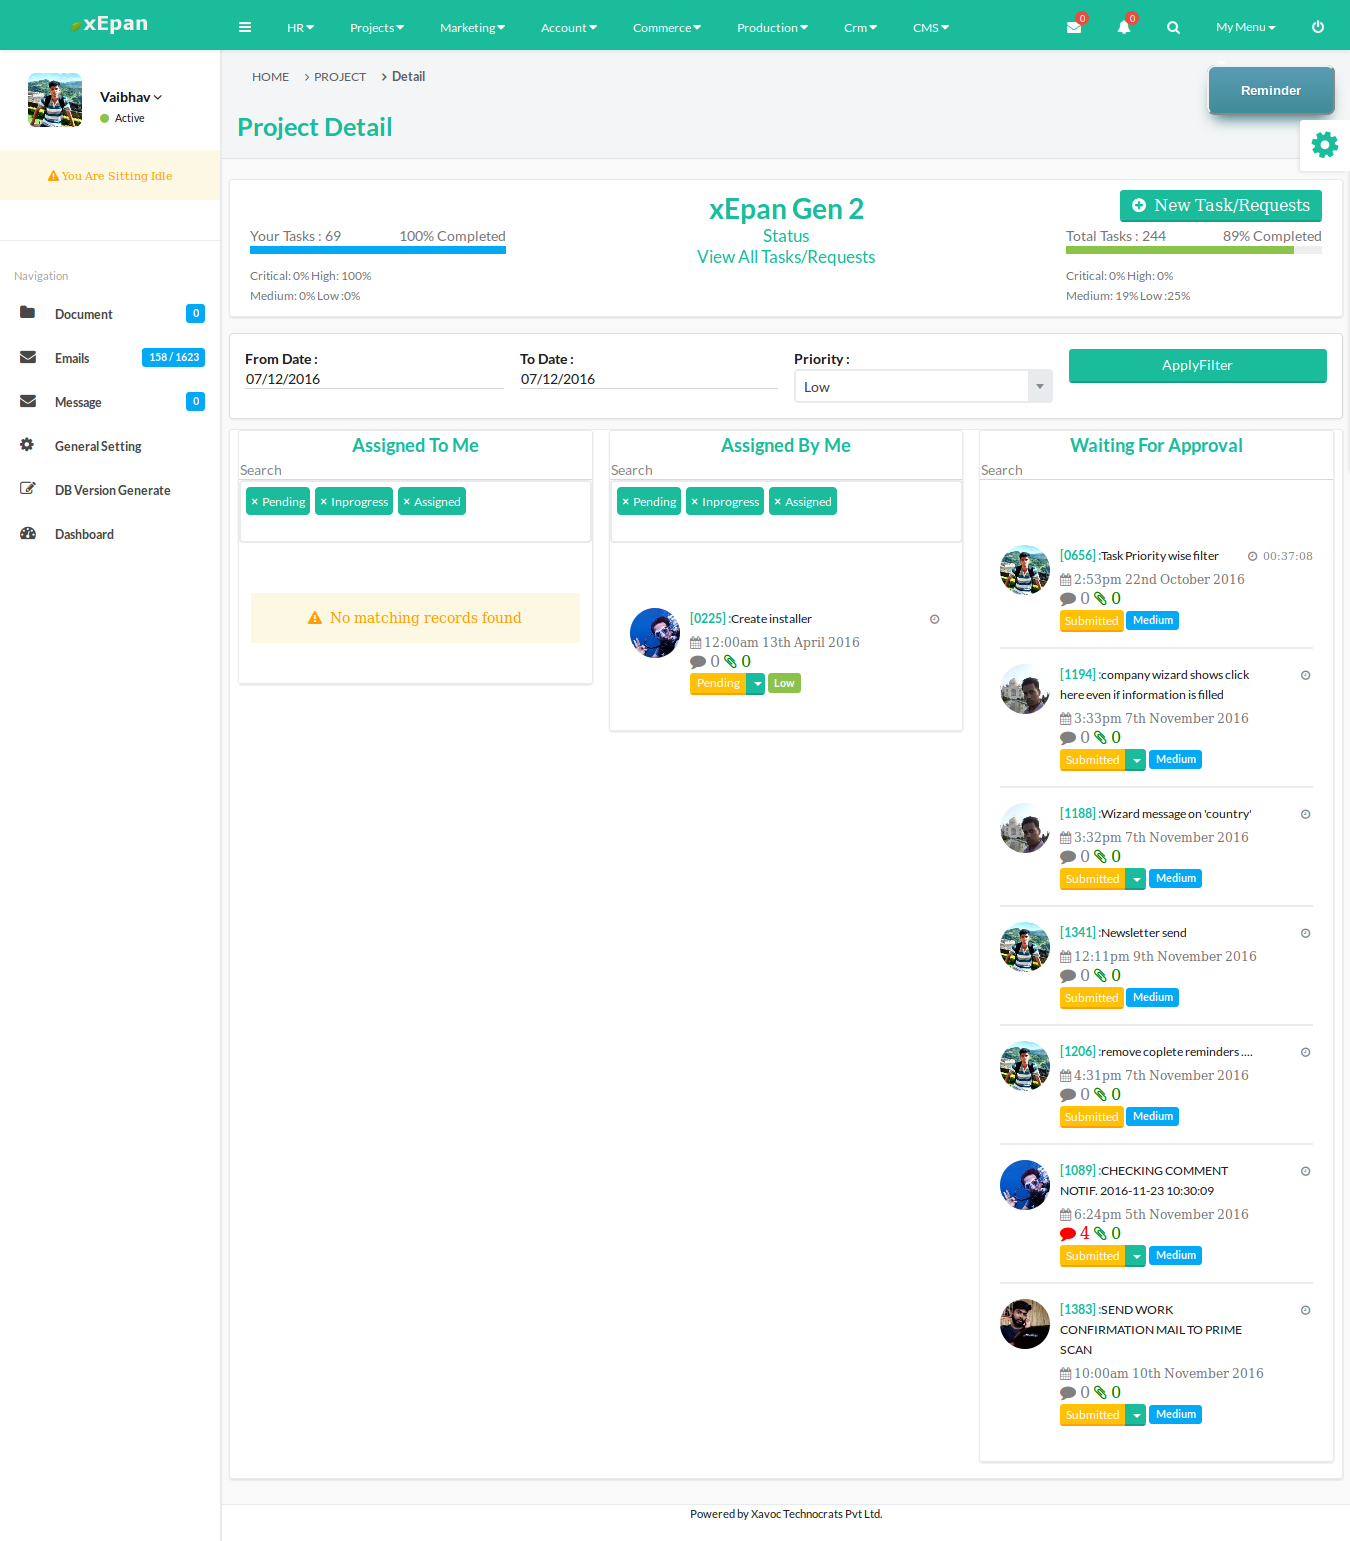 xEpan
HR
Projects
Marketing
Account
Commerce
Production
Crm
CMS
0
0
My Menu
Vaibhav
Active
You Are Sitting Idle
Navigation
Document 0
Emails 158 / 1623
Message 0
General Setting
DB Version Generate
Dashboard
HOME > PROJECT > Detail
Reminder
Project Detail
Your Tasks : 69 100% Completed
Critical: 0% High: 100%
Medium: 0% Low :0%
xEpan Gen 2
Status
View All Tasks/Requests
New Task/Requests
Total Tasks : 244 89% Completed
Critical: 0% High: 0%
Medium: 19% Low :25%
From Date :
07/12/2016
To Date :
07/12/2016
Priority :
Low
ApplyFilter
Assigned To Me
Search
× Pending × Inprogress × Assigned
No matching records found
Assigned By Me
Search
× Pending × Inprogress × Assigned
[0225] :Create installer
12:00am 13th April 2016
0 0
Pending Low
Waiting For Approval
Search
[0656] :Task Priority wise filter 00:37:08
2:53pm 22nd October 2016
0 0
Submitted Medium
[1194] :company wizard shows click
here even if information is filled
3:33pm 7th November 2016
0 0
Submitted Medium
[1188] :Wizard message on 'country'
3:32pm 7th November 2016
0 0
Submitted Medium
[1341] :Newsletter send
12:11pm 9th November 2016
0 0
Submitted Medium
[1206] :remove coplete reminders ....
4:31pm 7th November 2016
0 0
Submitted Medium
[1089] :CHECKING COMMENT
NOTIF. 2016-11-23 10:30:09
6:24pm 5th November 2016
4 0
Submitted Medium
[1383] :SEND WORK
CONFIRMATION MAIL TO PRIME
SCAN
10:00am 10th November 2016
0 0
Submitted Medium
Powered by Xavoc Technocrats Pvt Ltd.